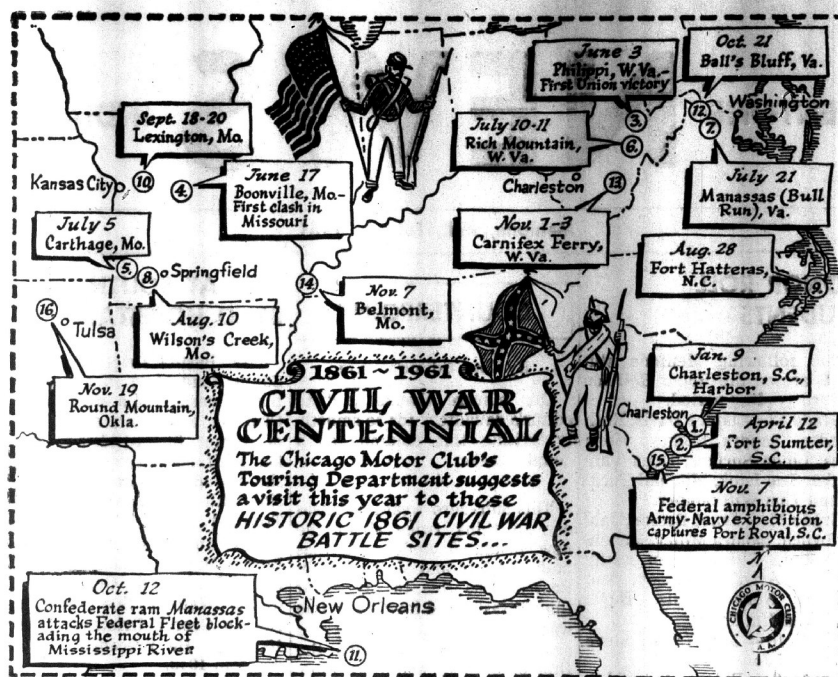 June 3
Philippi, W. Va.-
First Union victory
Oct. 21
Ball's Bluff, Va.
Washington
12.
3.
7.
Sept. 18-20
Lexington, Mo.
July 10-11
Rich Mountain,
W. Va.
6.
Kansas City
10.
4.
June 17
Boonville, Mo.-
First clash in
Missouri
Charleston
13.
July 21
Manassas (Bull
Run), Va.
July 5
Carthage, Mo.
Nov. 1-3
Carnifex Ferry,
W. Va.
Aug. 28
Fort Hatteras,
N.C.
9.
5.
8.
Springfield
14.
Nov. 7
Belmont,
Mo.
16.
Tulsa
Aug. 10
Wilson's Creek,
Mo.
Nov. 19
Round Mountain,
Okla.
Jan. 9
Charleston, S.C.,
Harbor
Charleston
1.
2.
April 12
Fort Sumter,
S.C.
15.
Nov. 7
Federal amphibious
Army-Navy expedition
captures Port Royal, S.C.
1861~1961
CIVIL WAR
CENTENNIAL
The Chicago Motor Club's
Touring Department suggests
a visit this year to these
HISTORIC 1861 CIVIL WAR
BATTLE SITES...
Oct. 12
Confederate ram Manassas
attacks Federal Fleet block-
ading the mouth of
Mississippi River
New Orleans
11.
CHICAGO MOTOR CLUB
A.A.A.